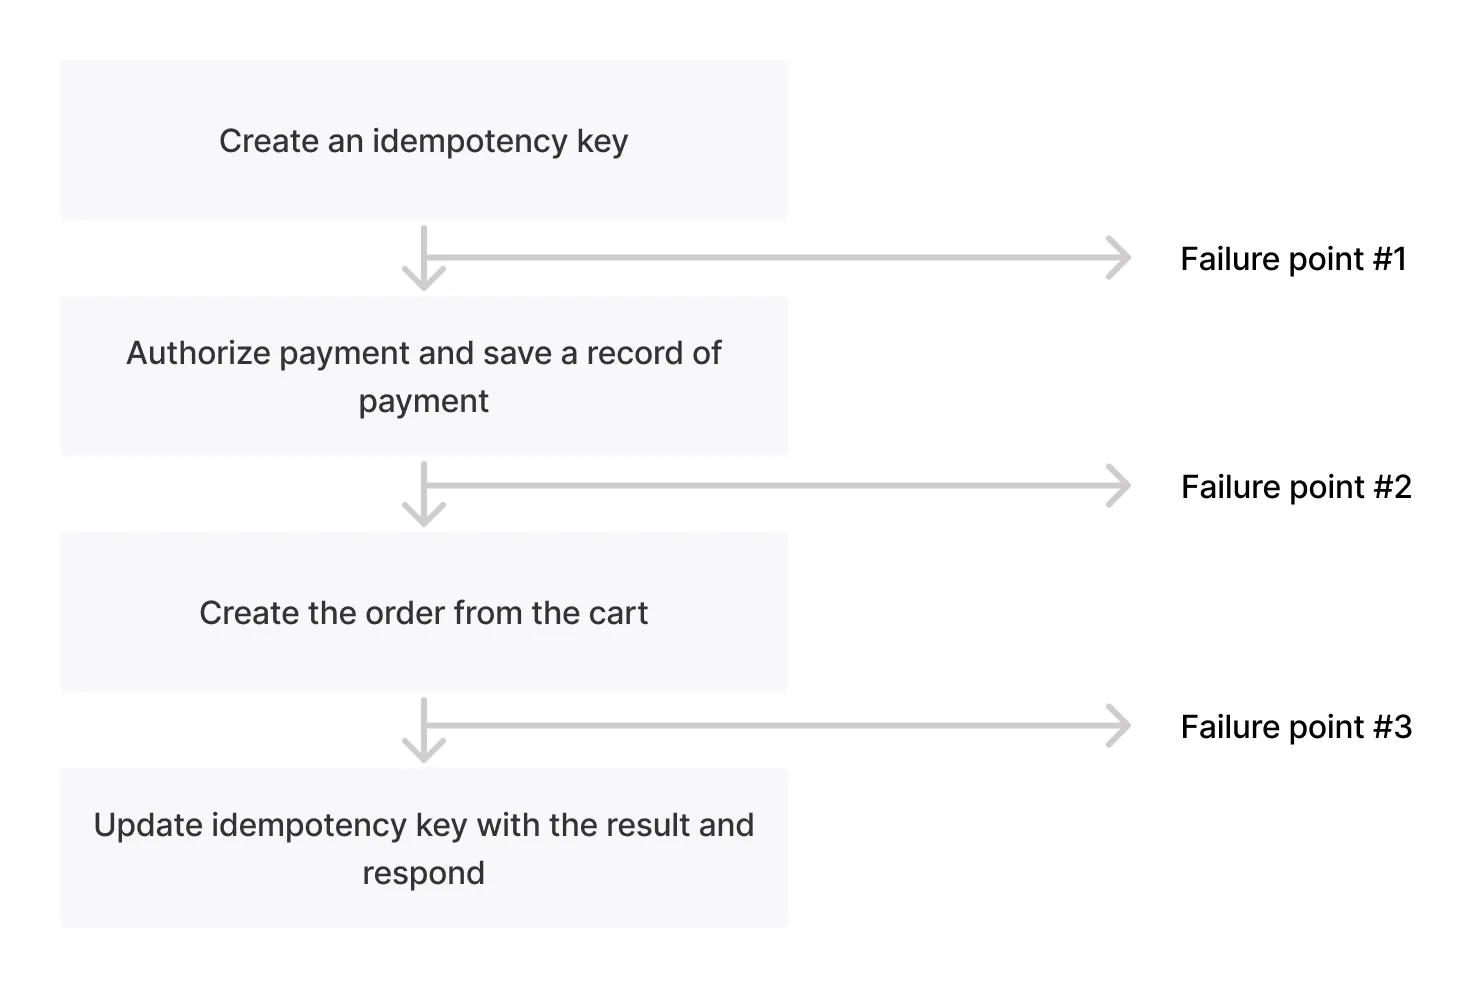 Create an idempotency key
Failure point #1
Authorize payment and save a record of
payment
Failure point #2
Create the order from the cart
Failure point #3
Update idempotency key with the result and
respond